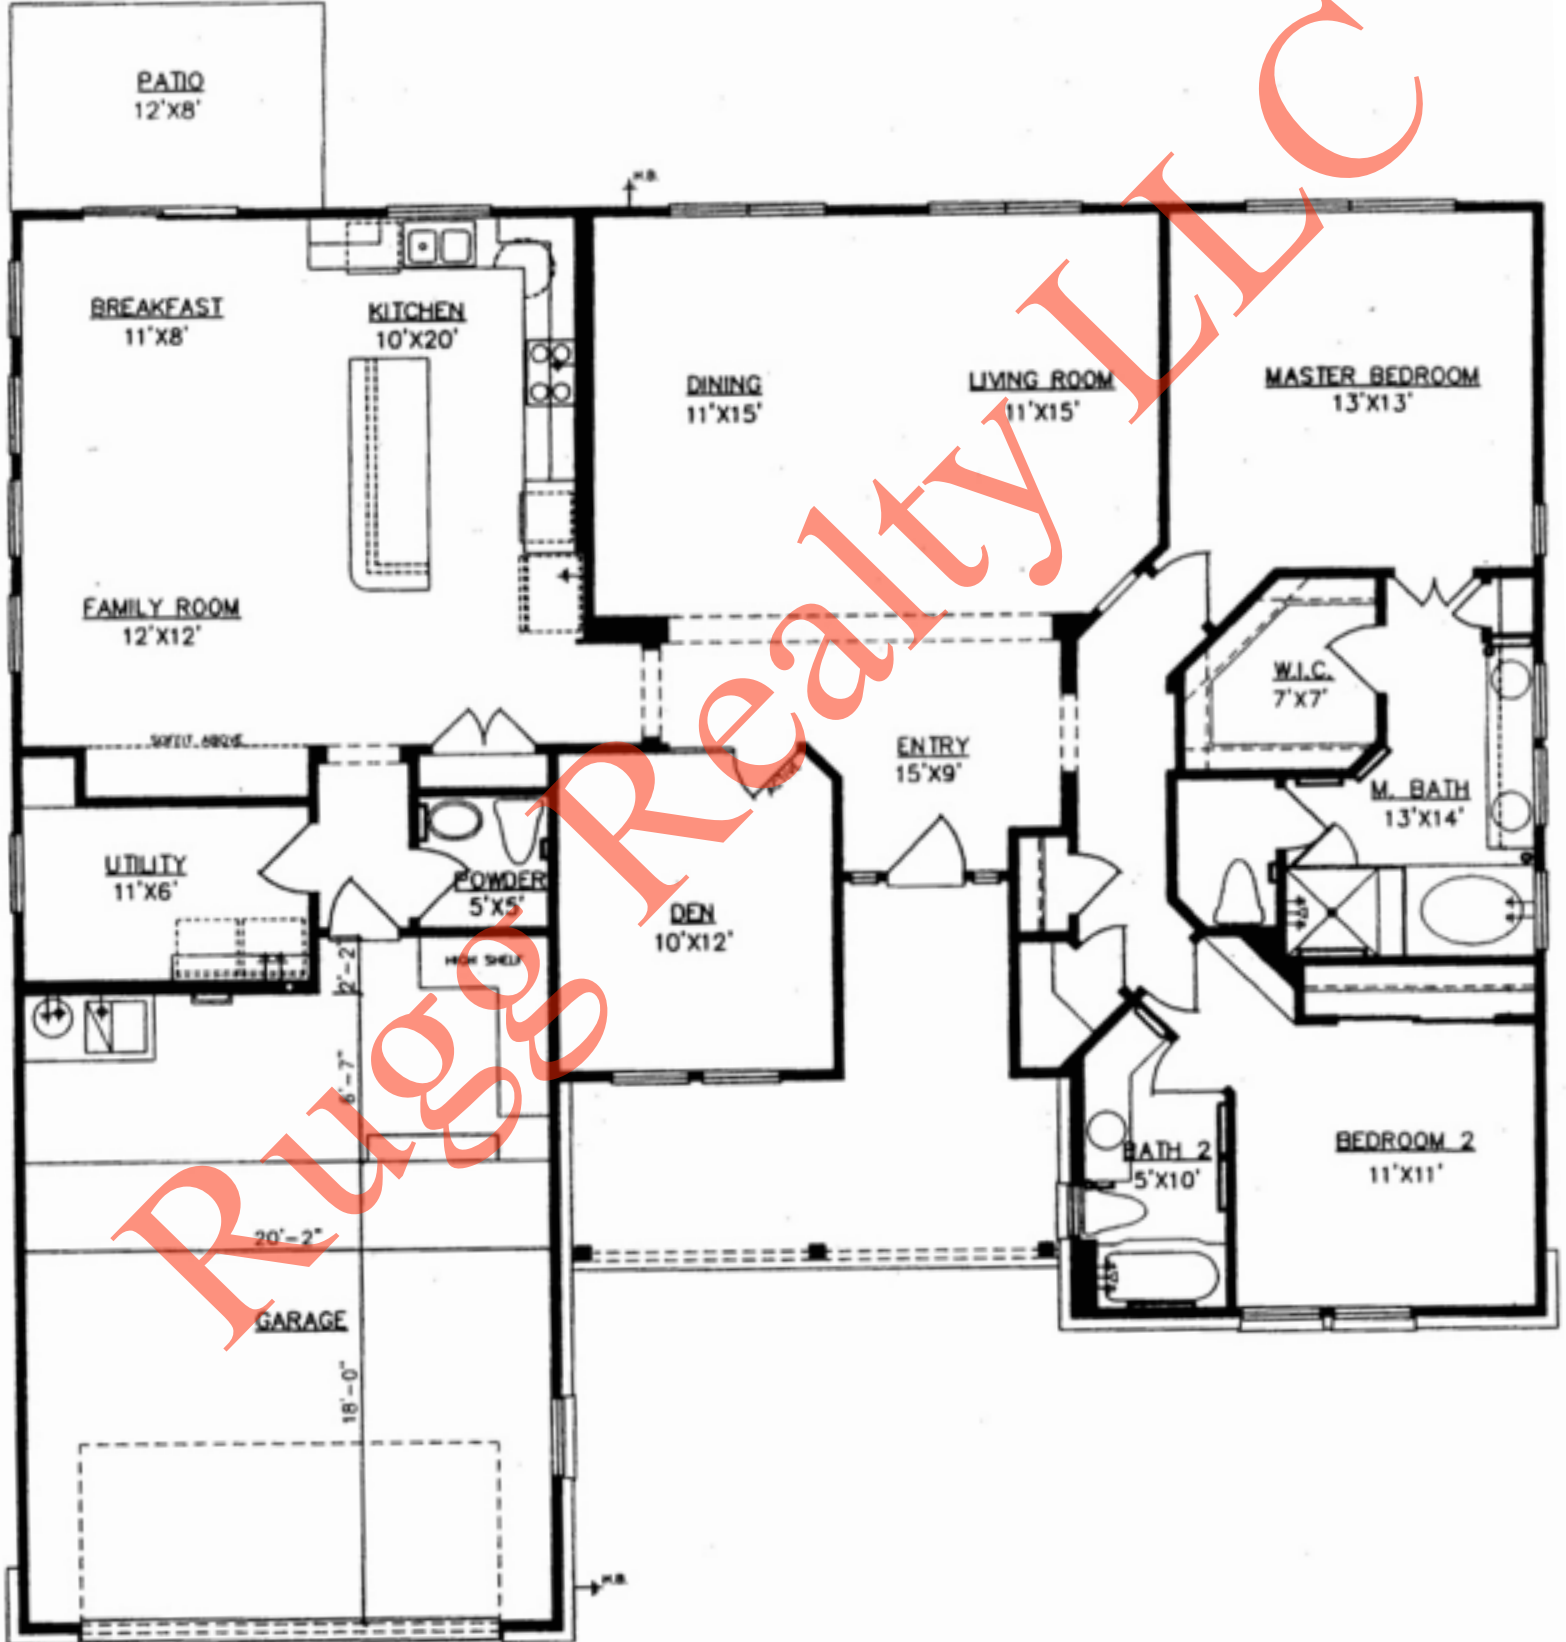 PATIO
12'X8'
H.B.
BREAKFAST
11'X8'
KITCHEN
10'X20'
DINING
11'X15'
LIVING ROOM
11'X15'
MASTER BEDROOM
13'X13'
FAMILY ROOM
12'X12'
W.I.C.
7'X7'
SOFFIT ABOVE
ENTRY
15'X9'
M. BATH
13'X14'
UTILITY
11'X6'
POWDER
5'X5'
DEN
10'X12'
HIGH SHELF
2'-2"
6'-7"
BATH 2
5'X10'
BEDROOM 2
11'X11'
20'-2"
GARAGE
18'-0"
H.B.
Rugg Realty LLC